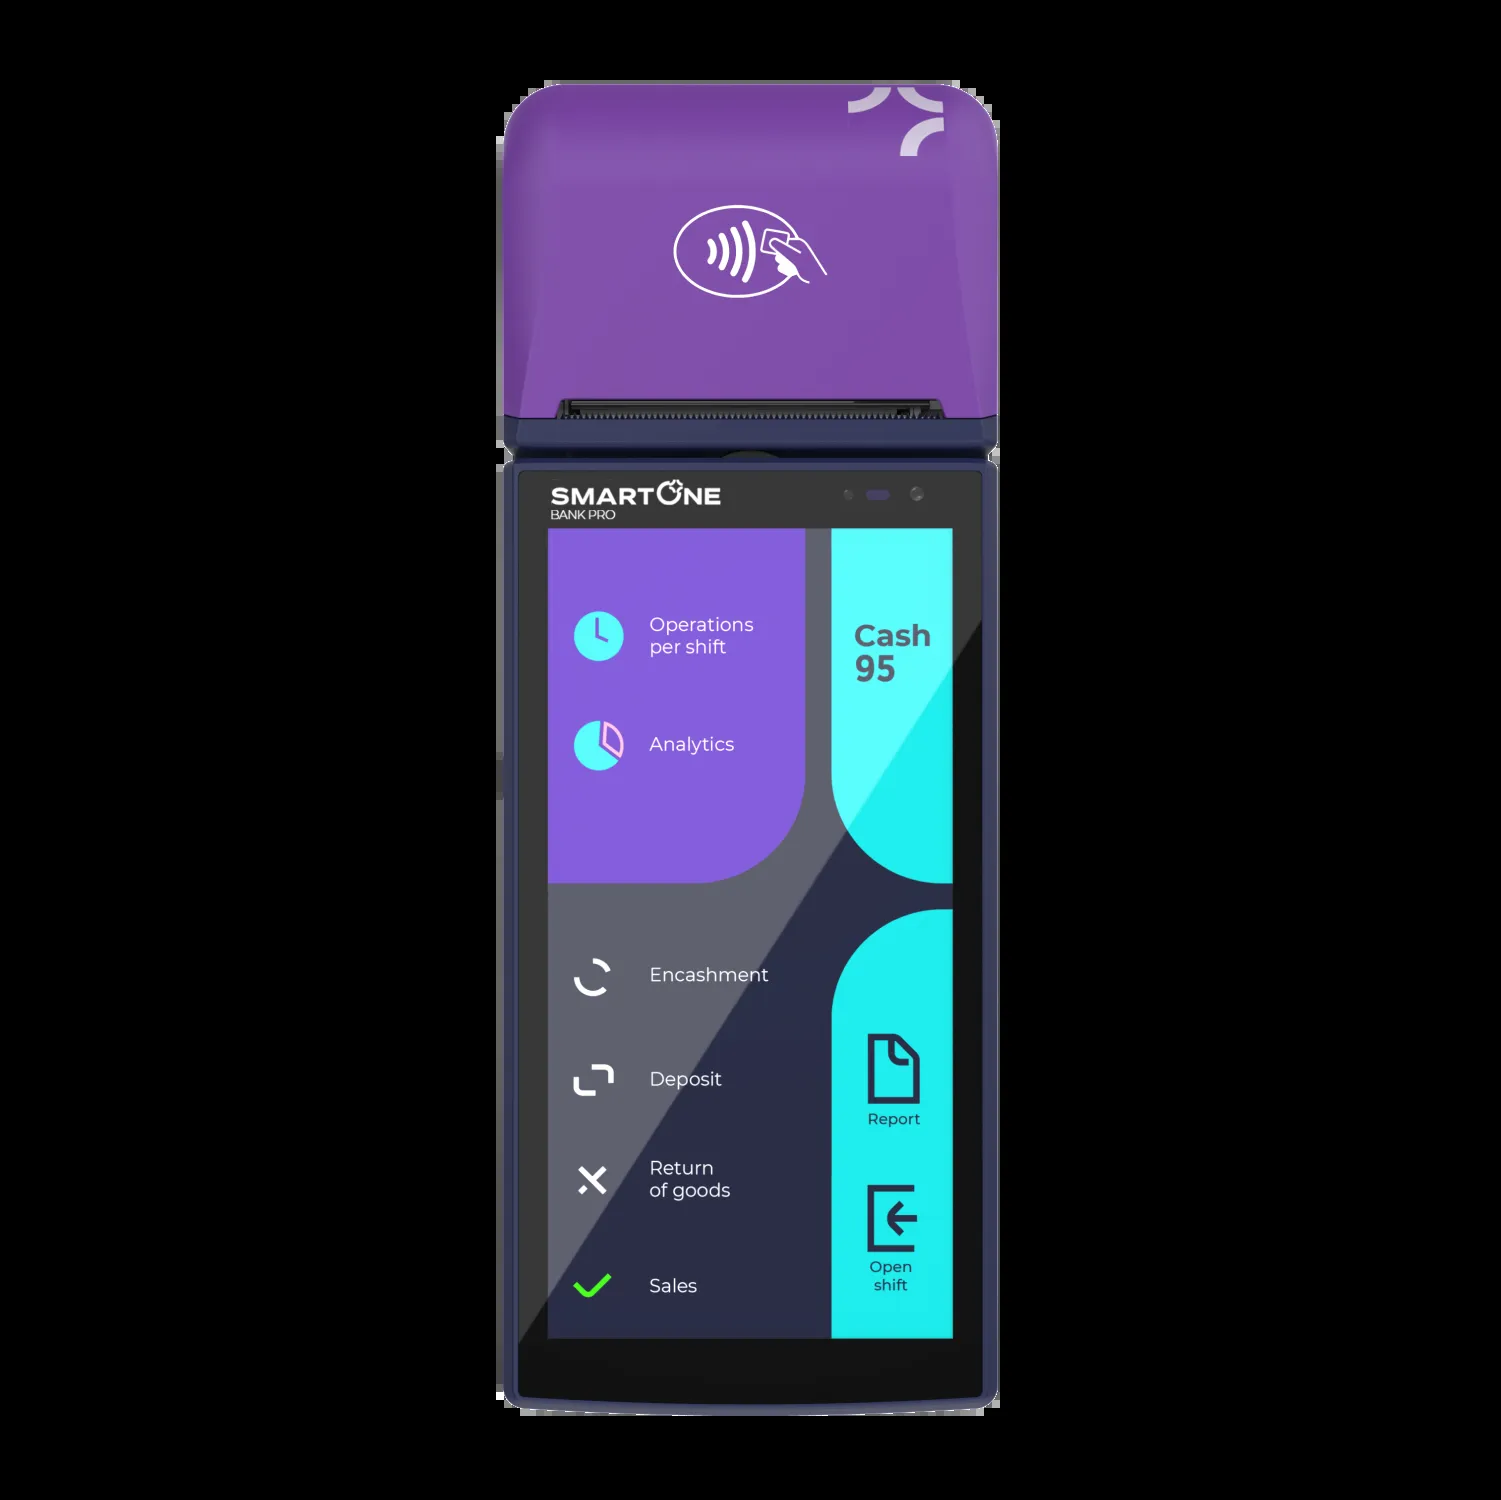 SMARTONE
BANK PRO
Operations
per shift
Analytics
Cash
95
Encashment
Deposit
Return
of goods
Sales
Report
Open
shift